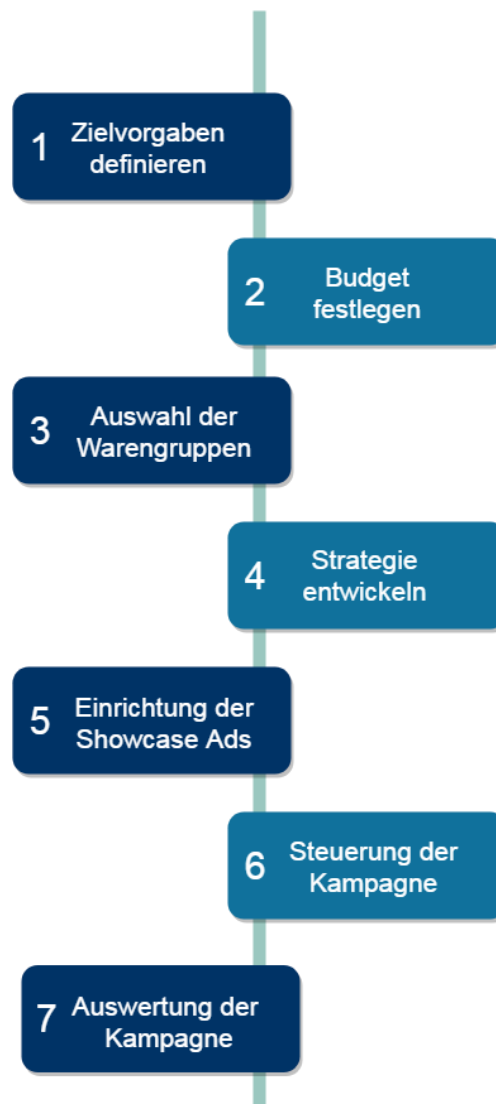 1 Zielvorgaben
definieren
2 Budget
festlegen
3 Auswahl der
Warengruppen
4 Strategie
entwickeln
5 Einrichtung der
Showcase Ads
6 Steuerung der
Kampagne
7 Auswertung der
Kampagne